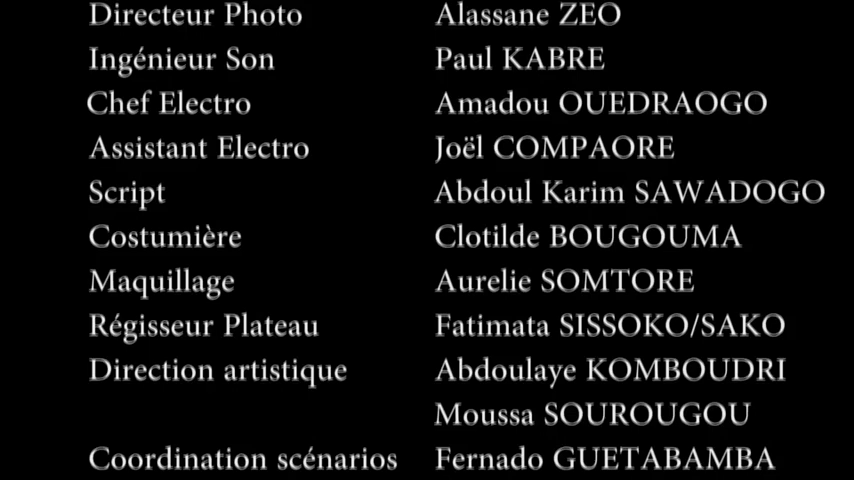 Directeur Photo Alassane ZEO
Ingénieur Son Paul KABRE
Chef Electro Amadou OUEDRAOGO
Assistant Electro Joël COMPAORE
Script Abdoul Karim SAWADOGO
Costumière Clotilde BOUGOUMA
Maquillage Aurelie SOMTORE
Régisseur Plateau Fatimata SISSOKO/SAKO
Direction artistique Abdoulaye KOMBOUDRI
Moussa SOUROUGOU
Coordination scénarios Fernado GUETABAMBA